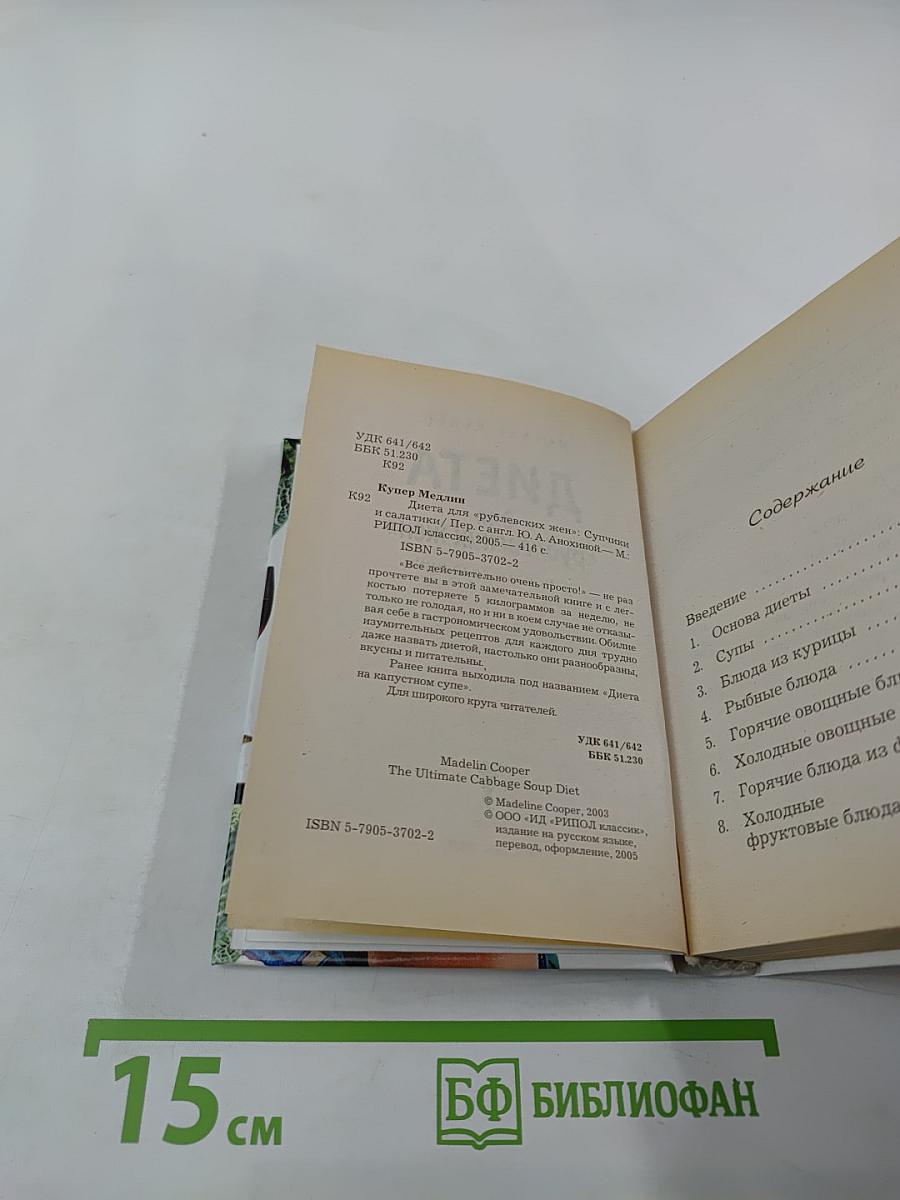 УДК 641/642
ББК 51.230
К92
Купер Медлин
К92
Диета для «рублевских жен»: Супчики
и салатики/ Пер. с англ. Ю. А. Анохиной.— М.:
РИПОЛ классик, 2005.— 416 с.
ISBN 5-7905-3702-2
«Все действительно очень просто!» — не раз
прочтете вы в этой замечательной книге и с лег-
костью потеряете 5 килограммов за неделю, не
только не голодая, но и ни в коем случае не отказы-
вая себе в гастрономическом удовольствии. Обилие
изумительных рецептов для каждого дня трудно
даже назвать диетой, настолько они разнообразны,
вкусны и питательны.
Ранее книга выходила под названием «Диета
на капустном супе».
Для широкого круга читателей.
УДК 641/642
ББК 51.230
Madelin Cooper
The Ultimate Cabbage Soup Diet
© Madeline Cooper, 2003
© ООО «ИД «РИПОЛ классик»,
издание на русском языке,
перевод, оформление, 2005
ISBN 5-7905-3702-2
Содержание
Введение
1. Основа диеты
2. Супы
3. Блюда из курицы
4. Рыбные блюда
5. Горячие овощные
6. Холодные овощные
7. Горячие блюда из
8. Холодные
фруктовые блюда
15 см
БФ БИБЛИОФАН